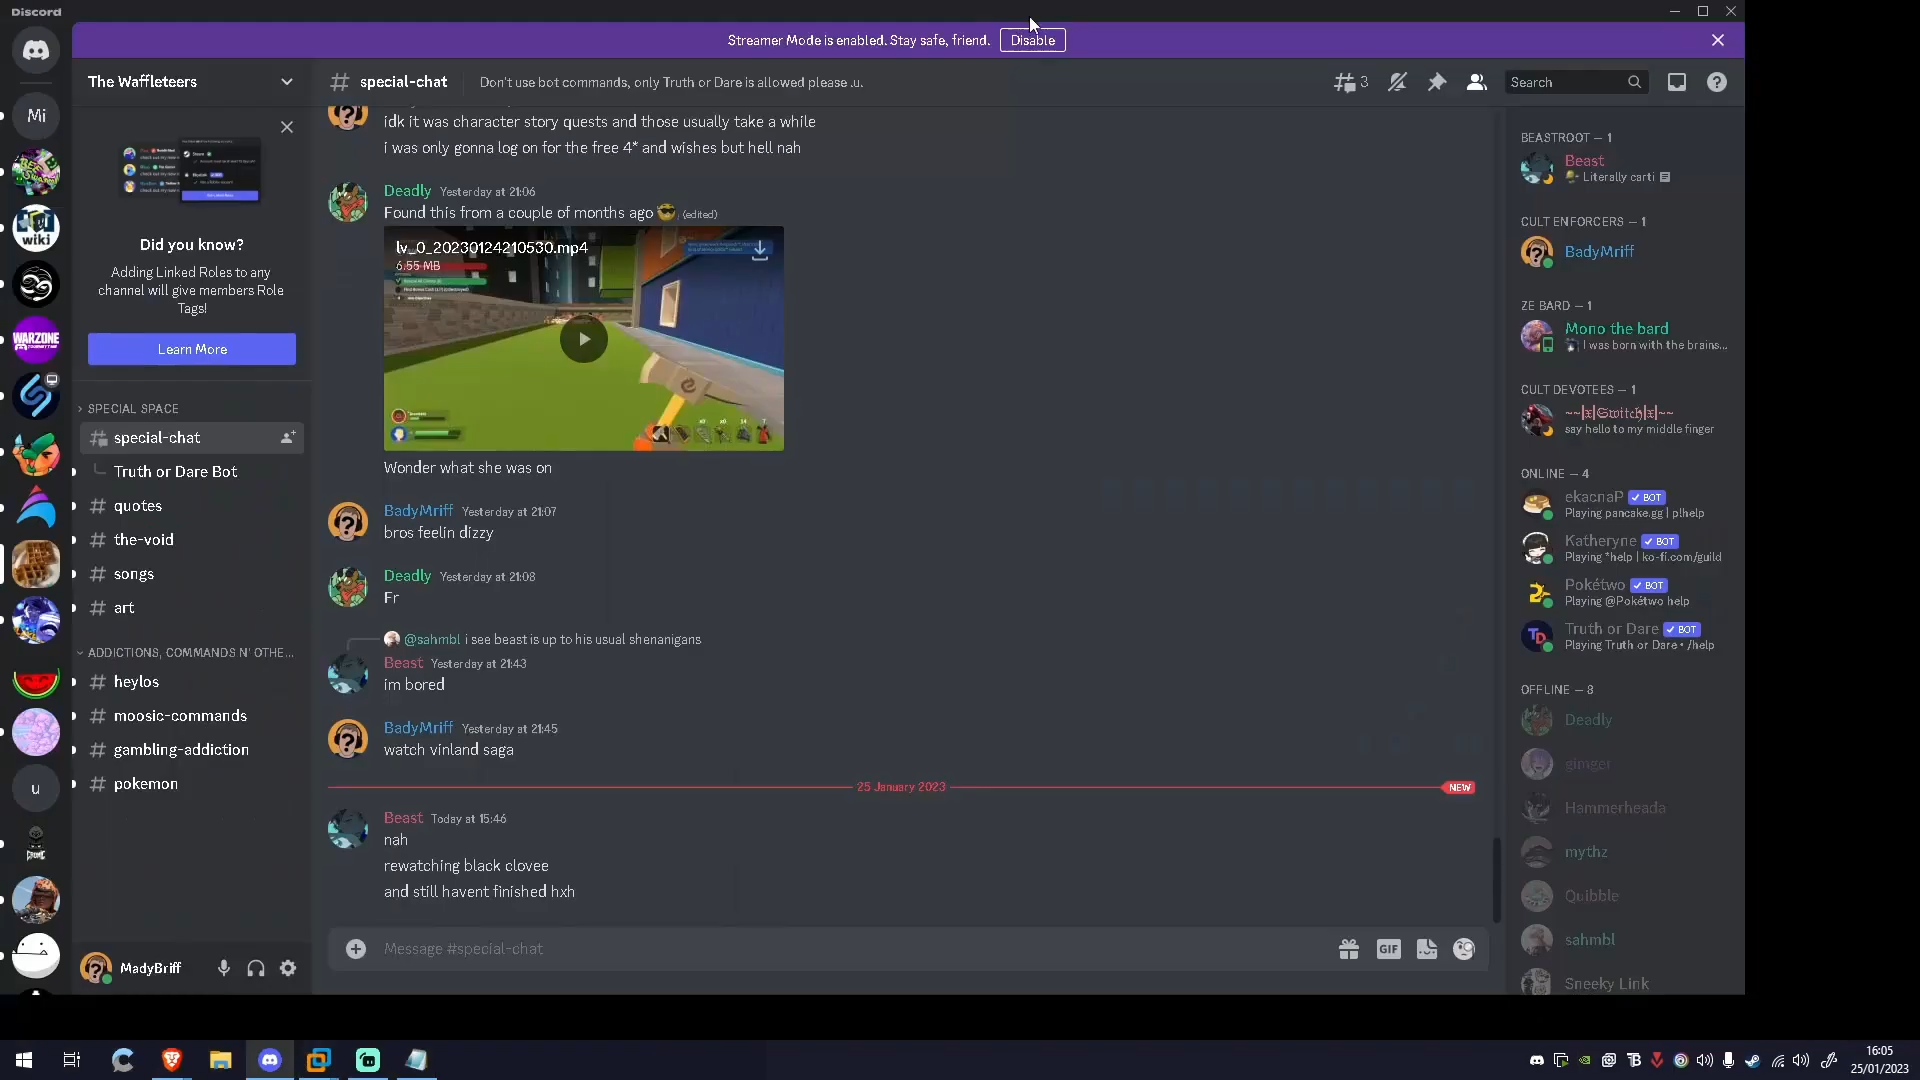 Discord
Streamer Mode is enabled. Stay safe, friend.
Disable
The Waffleteers
special-chat
Don't use bot commands, only Truth or Dare is allowed please .u.
3
Search
Mi
wiki
WARZONE
u
Did you know?
Adding Linked Roles to any
channel will give members Role
Tags!
Learn More
SPECIAL SPACE
special-chat
Truth or Dare Bot
quotes
the-void
songs
art
ADDICTIONS, COMMANDS N' OTHE...
heylos
moosic-commands
gambling-addiction
pokemon
MadyBriff
idk it was character story quests and those usually take a while
i was only gonna log on for the free 4* and wishes but hell nah
Deadly Yesterday at 21:06
Found this from a couple of months ago (edited)
lv_0_20230124210530.mp4
6.55 MB
Wonder what she was on
BadyMriff Yesterday at 21:07
bros feelin dizzy
Deadly Yesterday at 21:08
Fr
@sahmbl i see beast is up to his usual shenanigans
Beast Yesterday at 21:43
im bored
BadyMriff Yesterday at 21:45
watch vinland saga
25 January 2023
NEW
Beast Today at 15:46
nah
rewatching black clovee
and still havent finished hxh
Message #special-chat
GIF
BEASTROOT — 1
Beast
Literally carti
CULT ENFORCERS — 1
BadyMriff
ZE BARD — 1
Mono the bard
I was born with the brains...
CULT DEVOTEES — 1
~~|x|𝔖𝔴𝔦𝔱𝔠𝔥|x|~~
say hello to my middle finger
ONLINE — 4
ekacnaP BOT
Playing pancake.gg | p!help
Katheryne BOT
Playing *help | ko-fi.com/guild
Pokétwo BOT
Playing @Pokétwo help
Truth or Dare BOT
Playing Truth or Dare • /help
OFFLINE — 8
Deadly
gimger
Hammerheada
mythz
Quibble
sahmbl
Sneeky Link
16:05
25/01/2023